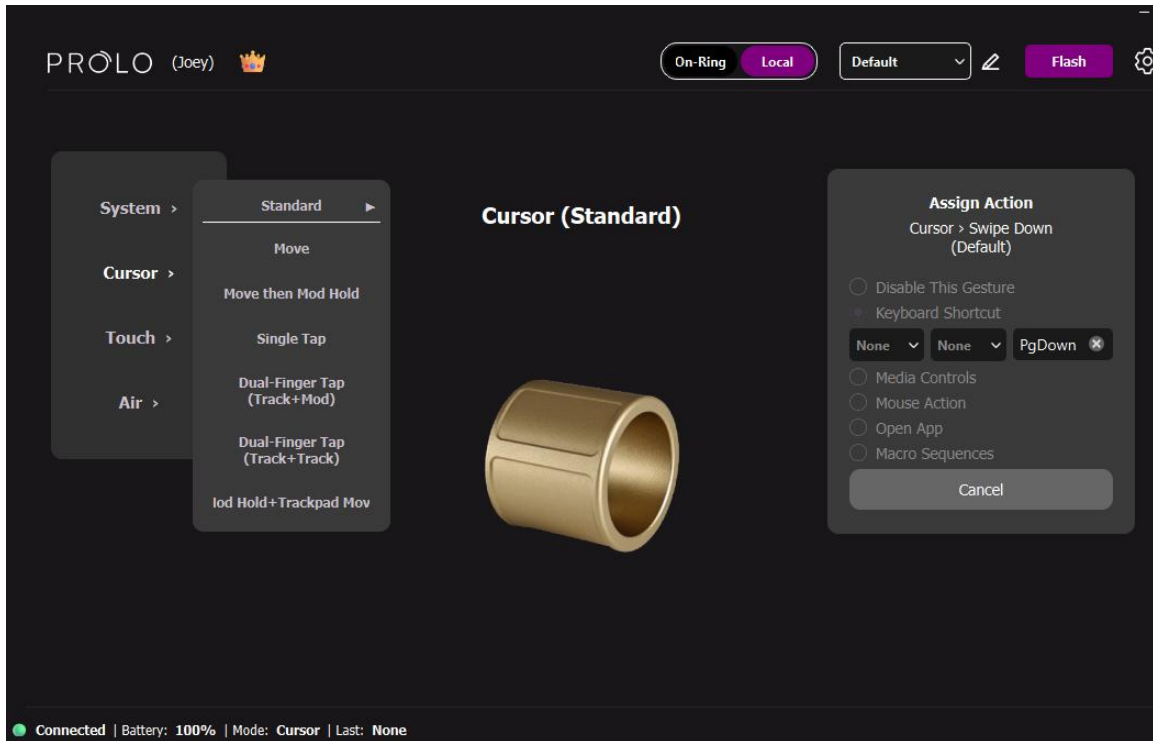 PROLO (Joey)
On-Ring Local
Default
Flash
System ›
Cursor ›
Touch ›
Air ›
Standard ►
Move
Move then Mod Hold
Single Tap
Dual-Finger Tap
(Track+Mod)
Dual-Finger Tap
(Track+Track)
lod Hold+Trackpad Mov
Cursor (Standard)
Assign Action
Cursor › Swipe Down
(Default)
Disable This Gesture
Keyboard Shortcut
None None PgDown
Media Controls
Mouse Action
Open App
Macro Sequences
Cancel
Connected | Battery: 100% | Mode: Cursor | Last: None